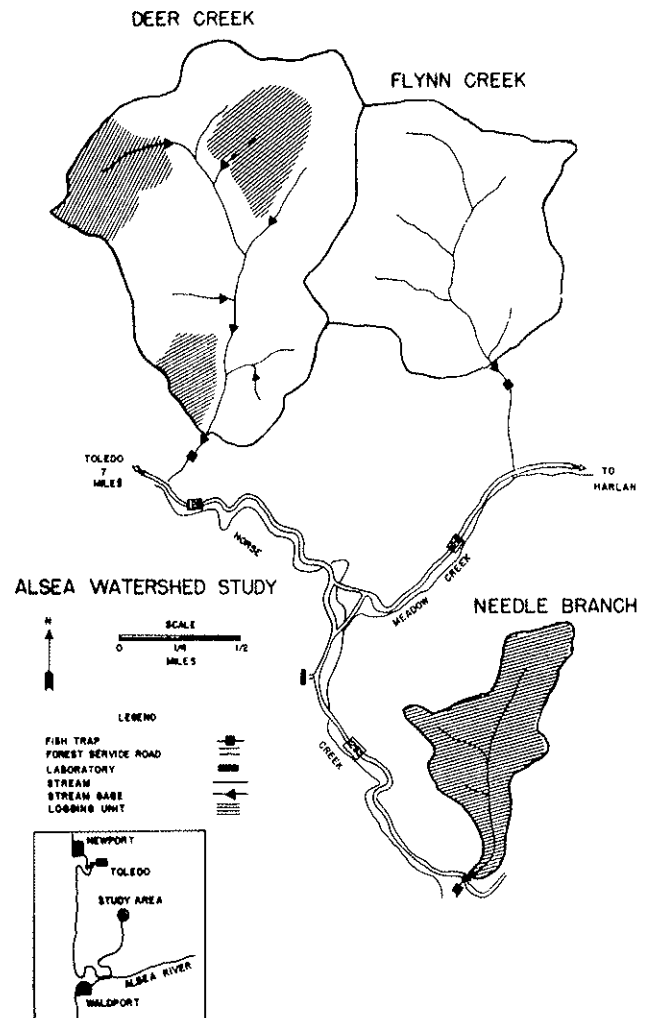 DEER CREEK
FLYNN CREEK
TOLEDO
7
MILES
TO
HARLAN
HORSE
CREEK
MEADOW
CREEK
ALSEA WATERSHED STUDY
NEEDLE BRANCH
N
SCALE
0 1/4 1/2
MILES
LEGEND
FISH TRAP
FOREST SERVICE ROAD
LABORATORY
STREAM
STREAM GAGE
LOGGING UNIT
NEWPORT
TOLEDO
STUDY AREA
ALSEA RIVER
WALDPORT